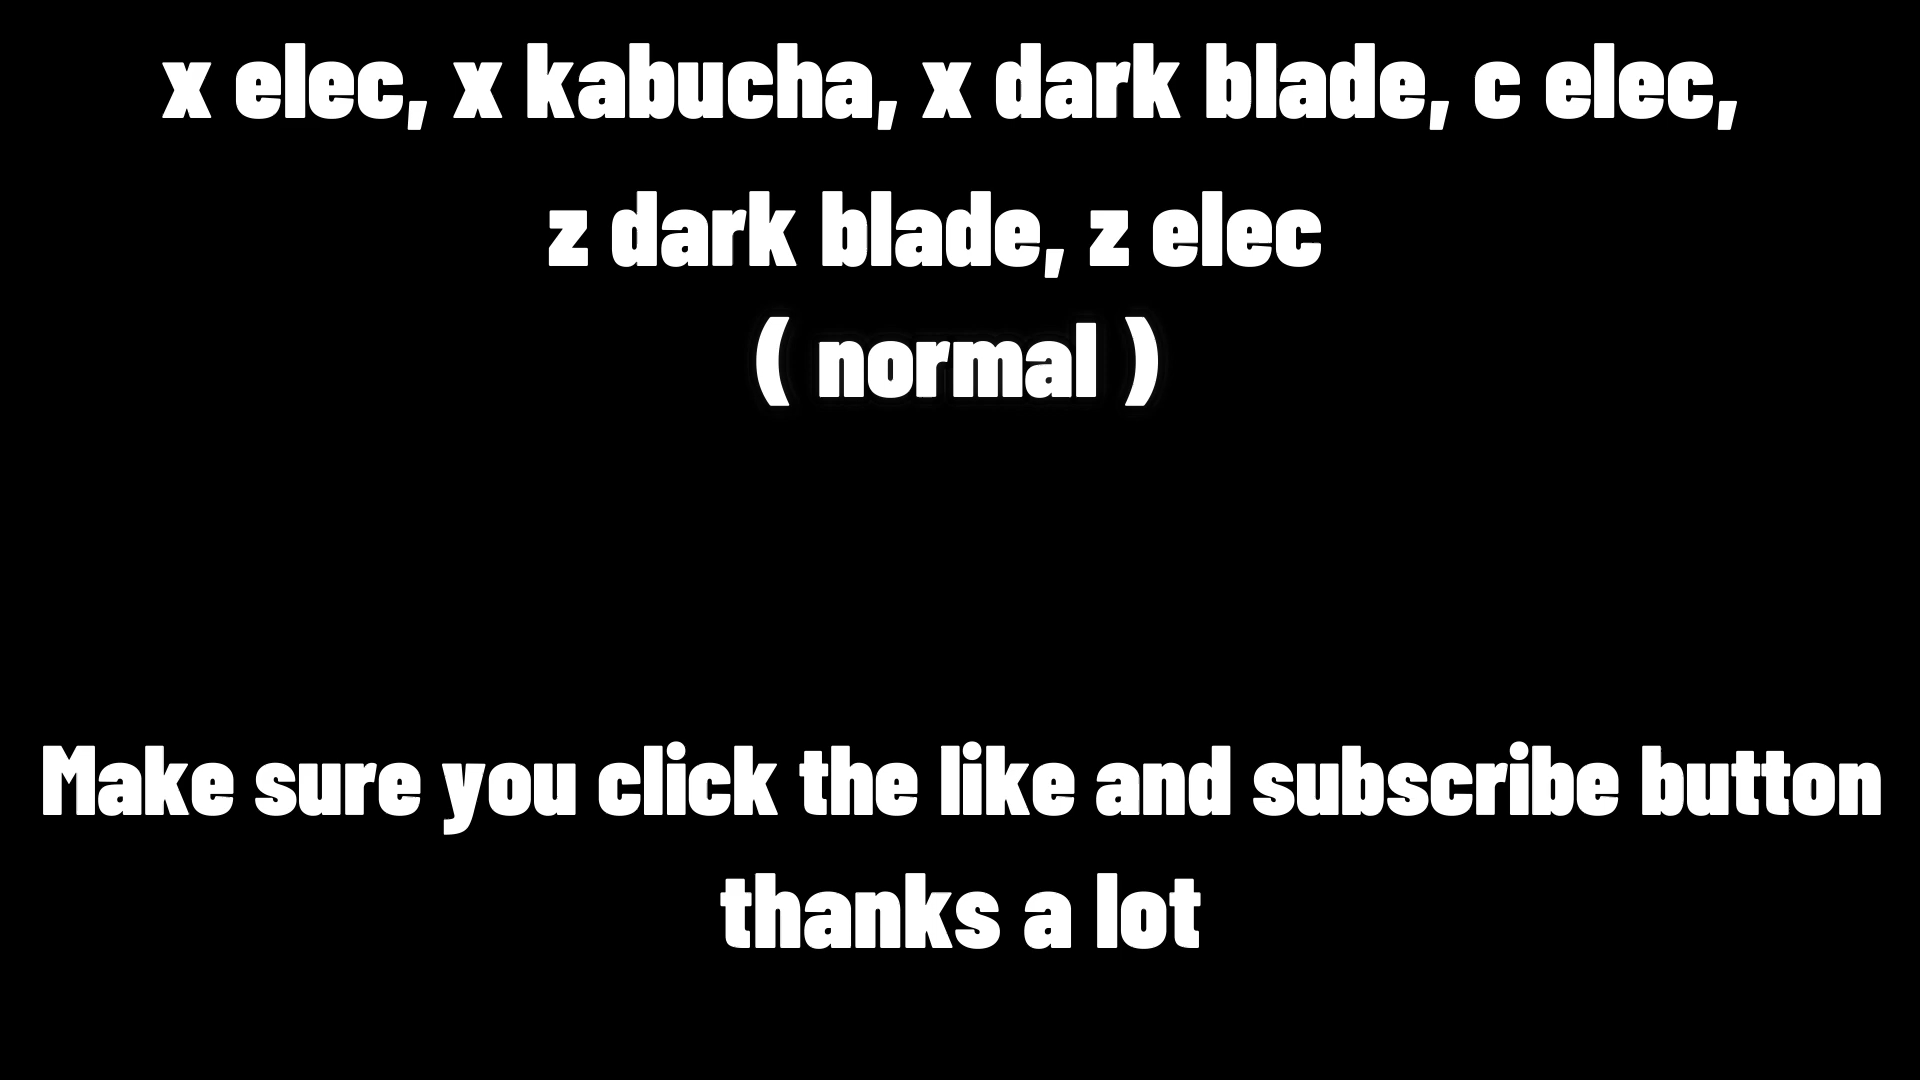 x elec, x kabucha, x dark blade, c elec,
z dark blade, z elec
( normal )
Make sure you click the like and subscribe button
thanks a lot